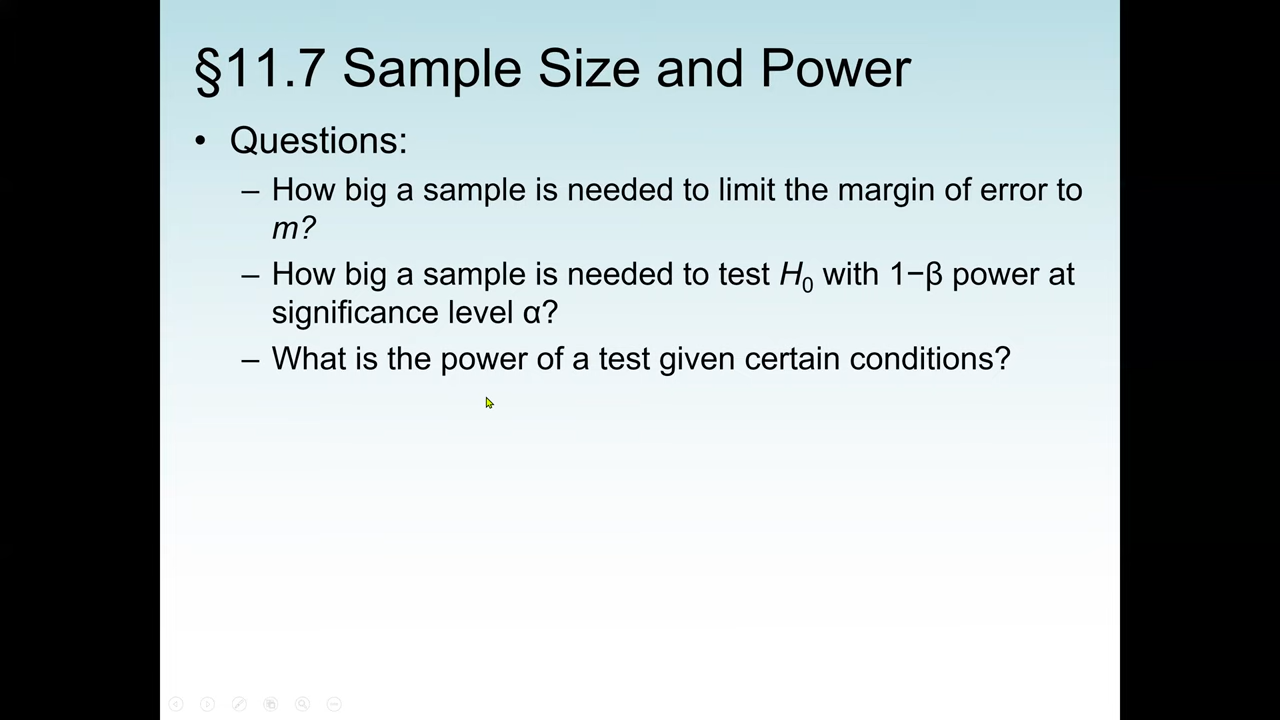 §11.7 Sample Size and Power
• Questions:
– How big a sample is needed to limit the margin of error to
m?
– How big a sample is needed to test H₀ with 1−β power at
significance level α?
– What is the power of a test given certain conditions?